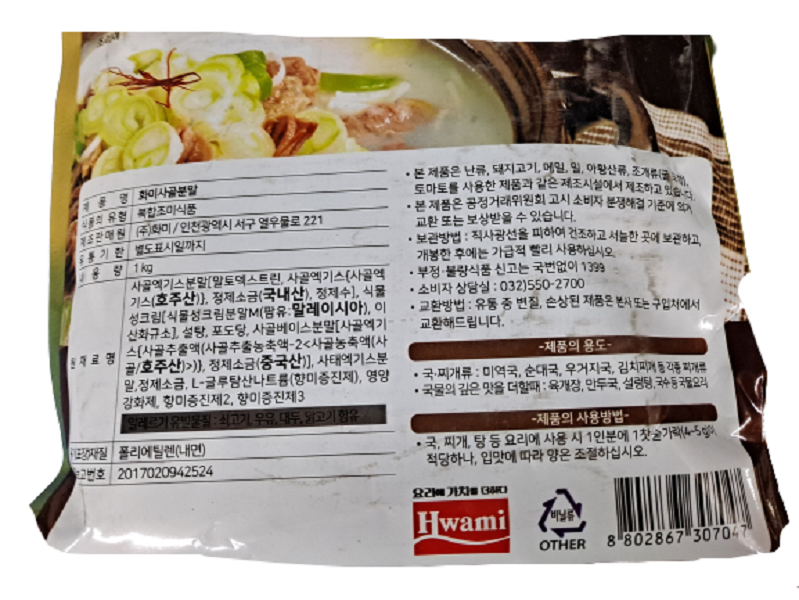 조리예
제 품 명 화미사골분말
식품의 유형 복합조미식품
제조판매원 (주)화미 / 인천광역시 서구 열우물로 221
유통기한 별도표시일까지
내 용 량 1kg
사골엑기스분말[말토덱스트린, 사골엑기스{사골엑
기스(호주산)}, 정제소금(국내산), 정제수], 식물
성크림[식물성크림분말M(팜유:말레이시아), 이
산화규소], 설탕, 포도당, 사골베이스분말[사골엑기
스{사골추출액(사골추출농축액-2<사골농축액(사
골/호주산)>)}, 정제소금(중국산)], 사태엑기스분
말, 정제소금, L-글루탐산나트륨(향미증진제), 영양
강화제, 향미증진제2, 향미증진제3
원재료명
알레르기 유발물질 : 쇠고기, 우유, 대두, 닭고기 함유
포장재질 폴리에틸렌(내면)
보고번호 2017020942524
• 본 제품은 난류, 돼지고기, 메밀, 밀, 아황산류, 조개류
토마토를 사용한 제품과 같은 제조시설에서 제조하고 있습니다.
• 본 제품은 공정거래위원회 고시 소비자 분쟁해결 기준에 의거
교환 또는 보상받을 수 있습니다.
• 보관방법 : 직사광선을 피하여 건조하고 서늘한 곳에 보관하고,
개봉한 후에는 가급적 빨리 사용하십시오.
• 부정·불량식품 신고는 국번없이 1399
• 소비자 상담실 : 032)550-2700
• 교환방법 : 유통 중 변질, 손상된 제품은 본사 또는 구입처에서
교환해드립니다.
-제품의 용도-
• 국·찌개류 : 미역국, 순대국, 우거지국, 김치찌개 등 각종 찌개류
• 국물의 깊은 맛을 더할때 : 육개장, 만두국, 설렁탕, 국수 등 국물요리
-제품의 사용방법-
• 국, 찌개, 탕 등 요리에 사용 시 1인분에 1찻숟가락(4~5g)이
적당하나, 입맛에 따라 양은 조절하십시오.
요리에 가치를 더하다
Hwami
비닐류
OTHER
8 802867 307047